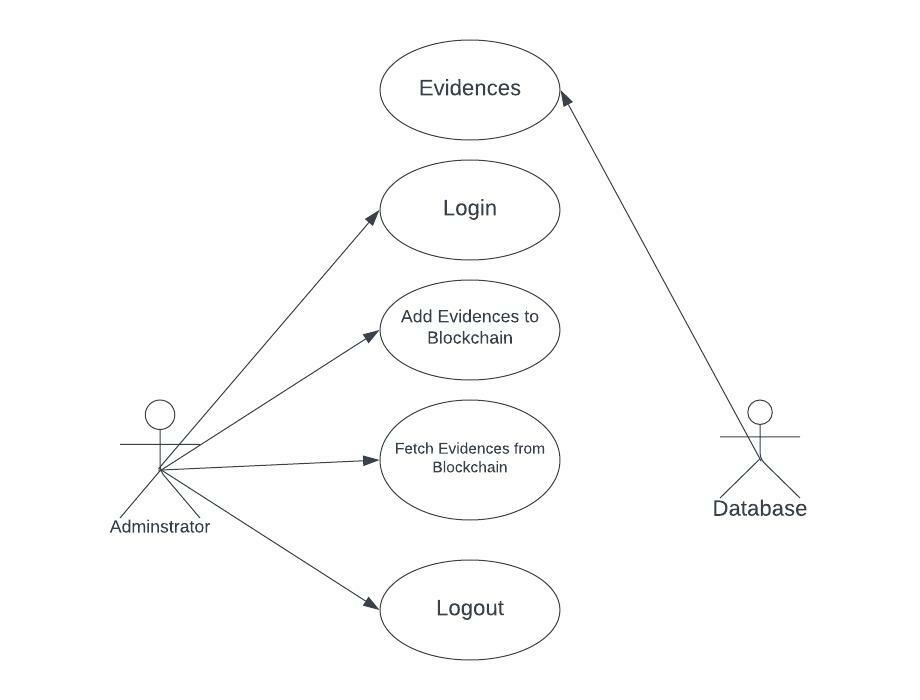 Evidences
Login
Add Evidences to
Blockchain
Fetch Evidences from
Blockchain
Adminstrator
Database
Logout